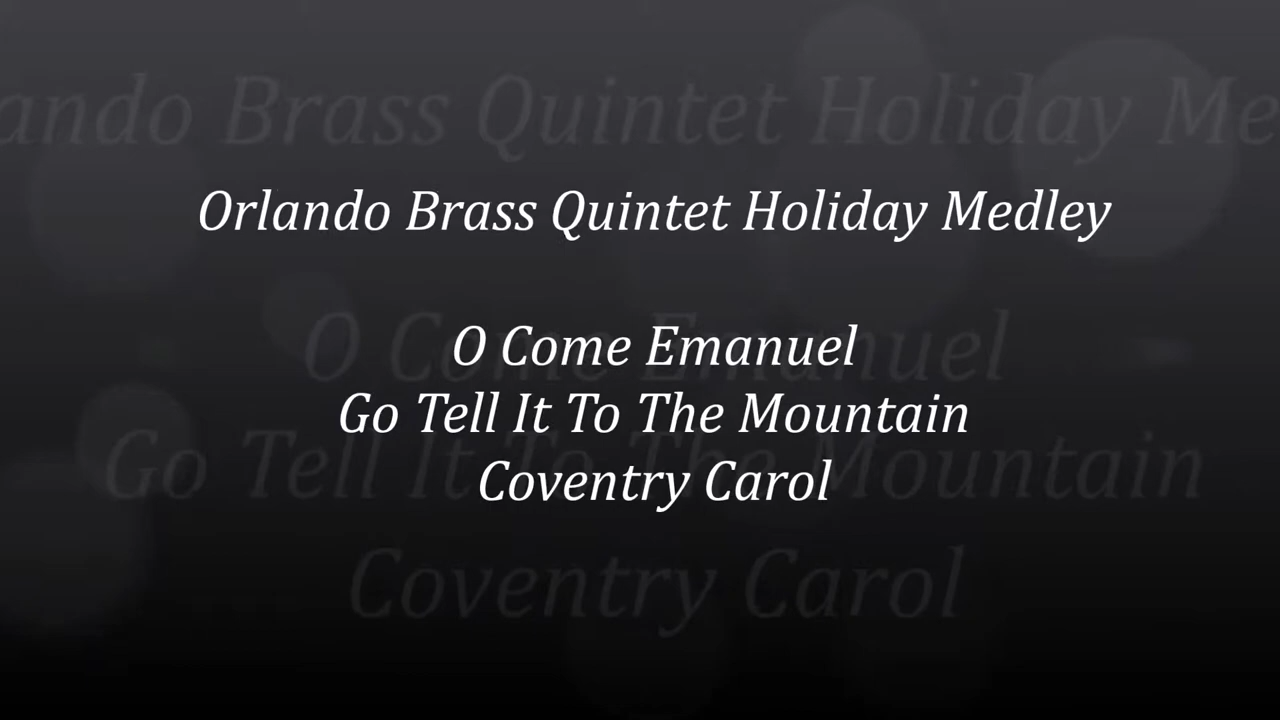 Orlando Brass Quintet Holiday Medley
O Come Emanuel
Go Tell It To The Mountain
Coventry Carol